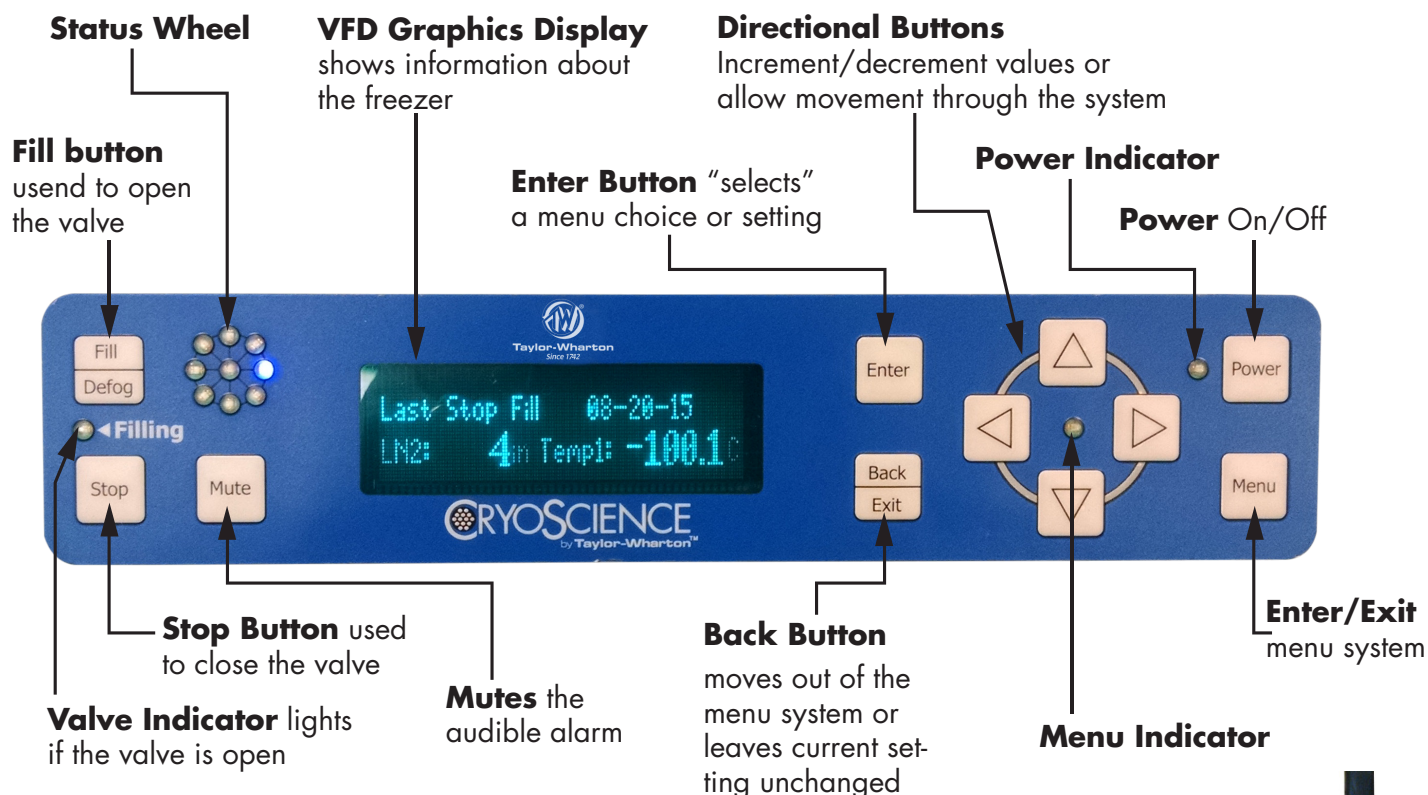 Status Wheel
VFD Graphics Display
shows information about
the freezer
Directional Buttons
Increment/decrement values or
allow movement through the system
Fill button
usend to open
the valve
Enter Button “selects”
a menu choice or setting
Power Indicator
Power On/Off
Fill
Defog
◄Filling
Stop
Mute
TW®
Taylor-Wharton
Since 1742
Last Stop Fill 08-20-15
LN2: 4in Temp1: -100.1C
CRYOSCIENCE
by Taylor-Wharton™
Enter
Back
Exit
Power
Menu
Stop Button used
to close the valve
Valve Indicator lights
if the valve is open
Mutes the
audible alarm
Back Button
moves out of the
menu system or
leaves current set-
ting unchanged
Menu Indicator
Enter/Exit
menu system